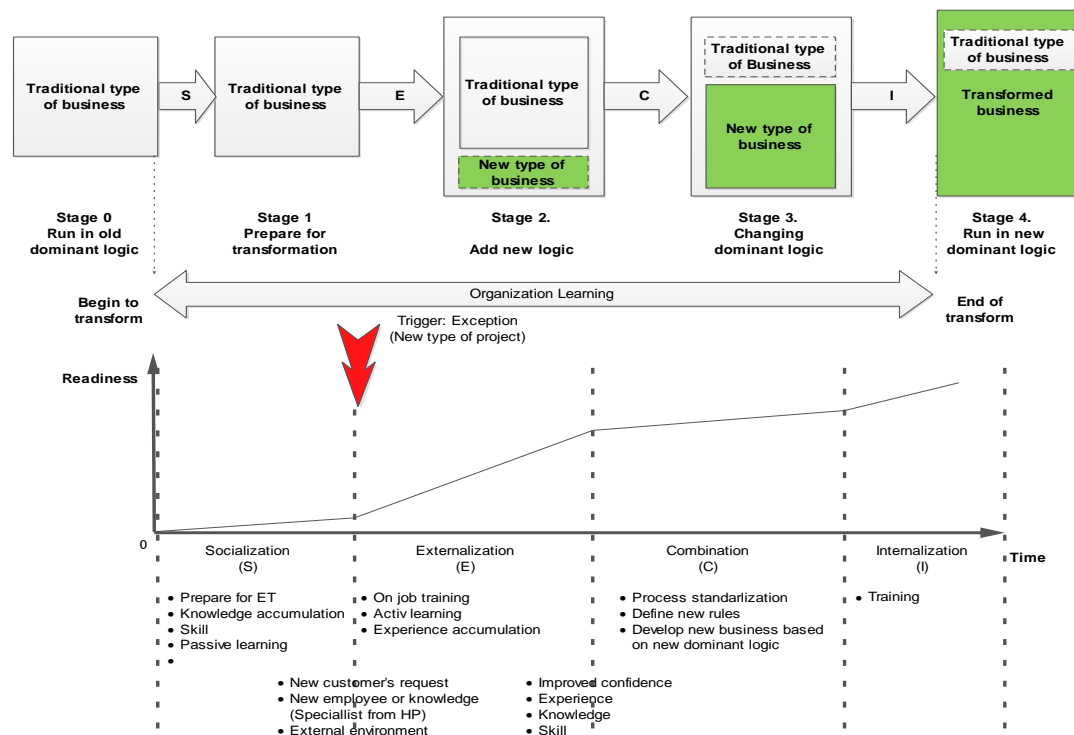 Traditional type
of business
S
Traditional type
of business
E
Traditional type
of business
New type of
business
C
Traditional type
of Business
New type of
business
I
Traditional type
of business
Transformed
business
Stage 0
Run in old
dominant logic
Stage 1
Prepare for
transformation
Stage 2.
Add new logic
Stage 3.
Changing
dominant logic
Stage 4.
Run in new
dominant logic
Begin to
transform
Organization Learning
End of
transform
Trigger: Exception
(New type of project)
Readiness
0
Socialization
(S)
Externalization
(E)
Combination
(C)
Internalization
(I)
Time
• Prepare for ET
• Knowledge accumulation
• Skill
• Passive learning
•
• On job training
• Activ learning
• Experience accumulation
• Process standarlization
• Define new rules
• Develop new business based
on new dominant logic
• Training
• New customer's request
• New employee or knowledge
(Speciallist from HP)
• External environment
• Improved confidence
• Experience
• Knowledge
• Skill